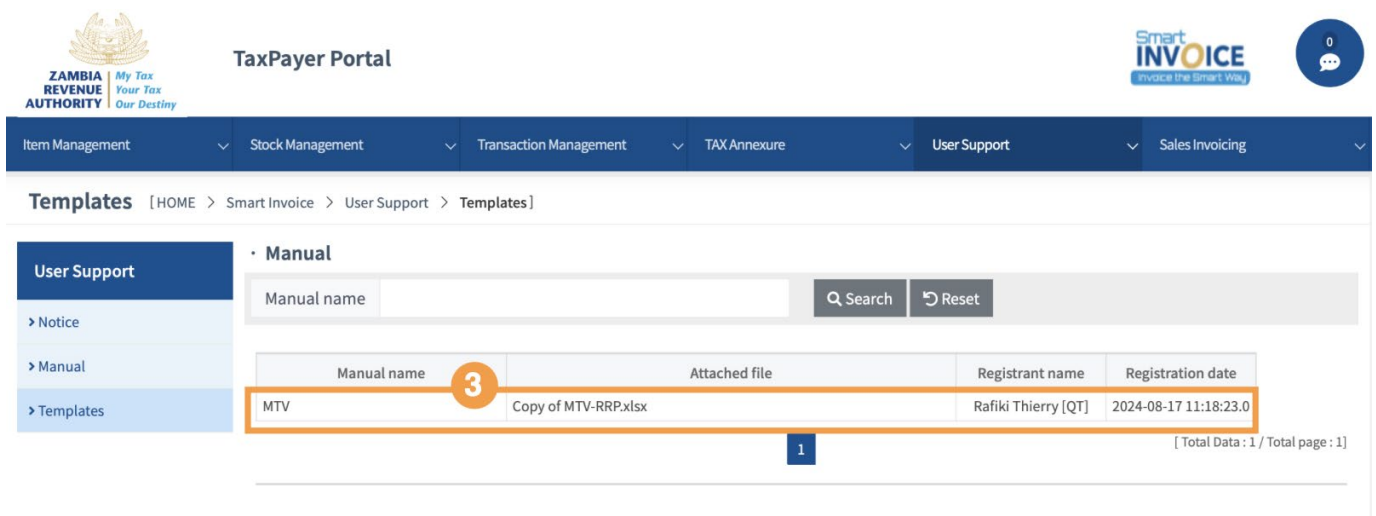 TaxPayer Portal
ZAMBIA
REVENUE
AUTHORITY
My Tax
Your Tax
Our Destiny
Smart
INVOICE
Invoice the Smart Way
0
Item Management
Stock Management
Transaction Management
TAX Annexure
User Support
Sales Invoicing
Templates [HOME > Smart Invoice > User Support > Templates]
User Support
> Notice
> Manual
> Templates
· Manual
Manual name
Search
Reset
Manual name Attached file Registrant name Registration date
3
MTV Copy of MTV-RRP.xlsx Rafiki Thierry [QT] 2024-08-17 11:18:23.0
1
[ Total Data : 1 / Total page : 1]